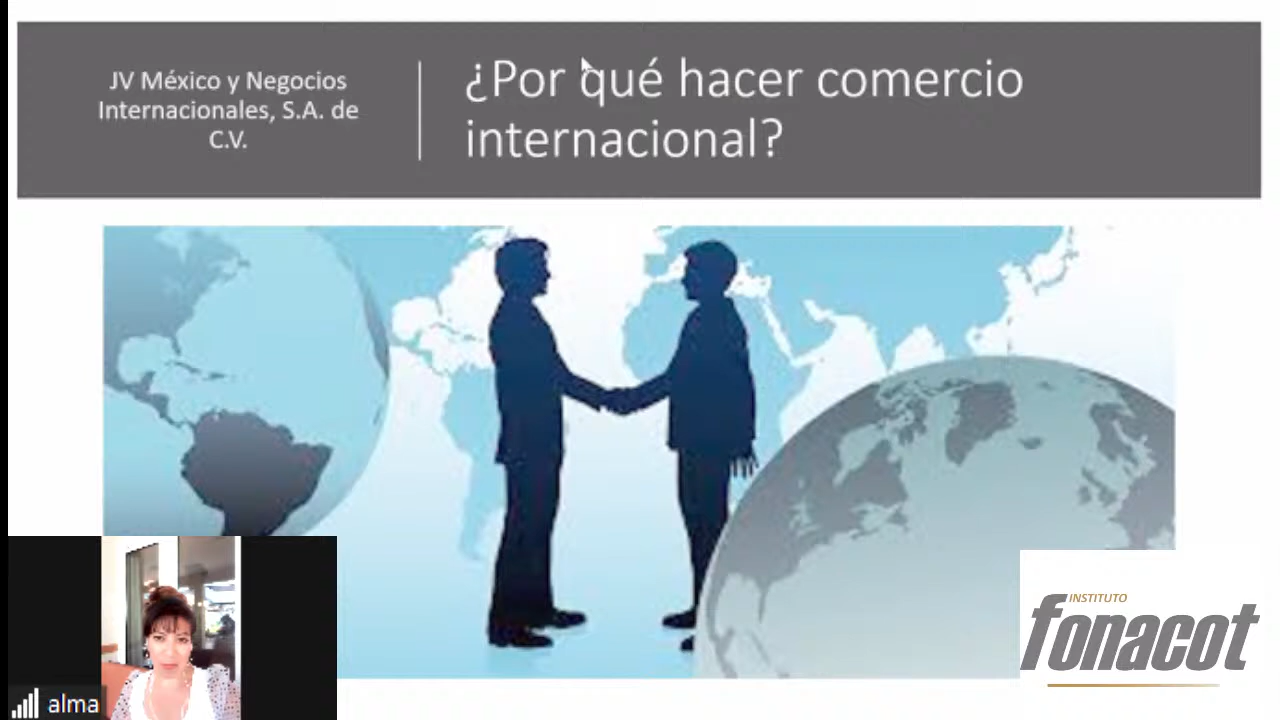 JV México y Negocios
Internacionales, S.A. de
C.V.
¿Por qué hacer comercio
internacional?
INSTITUTO
fonacot
alma